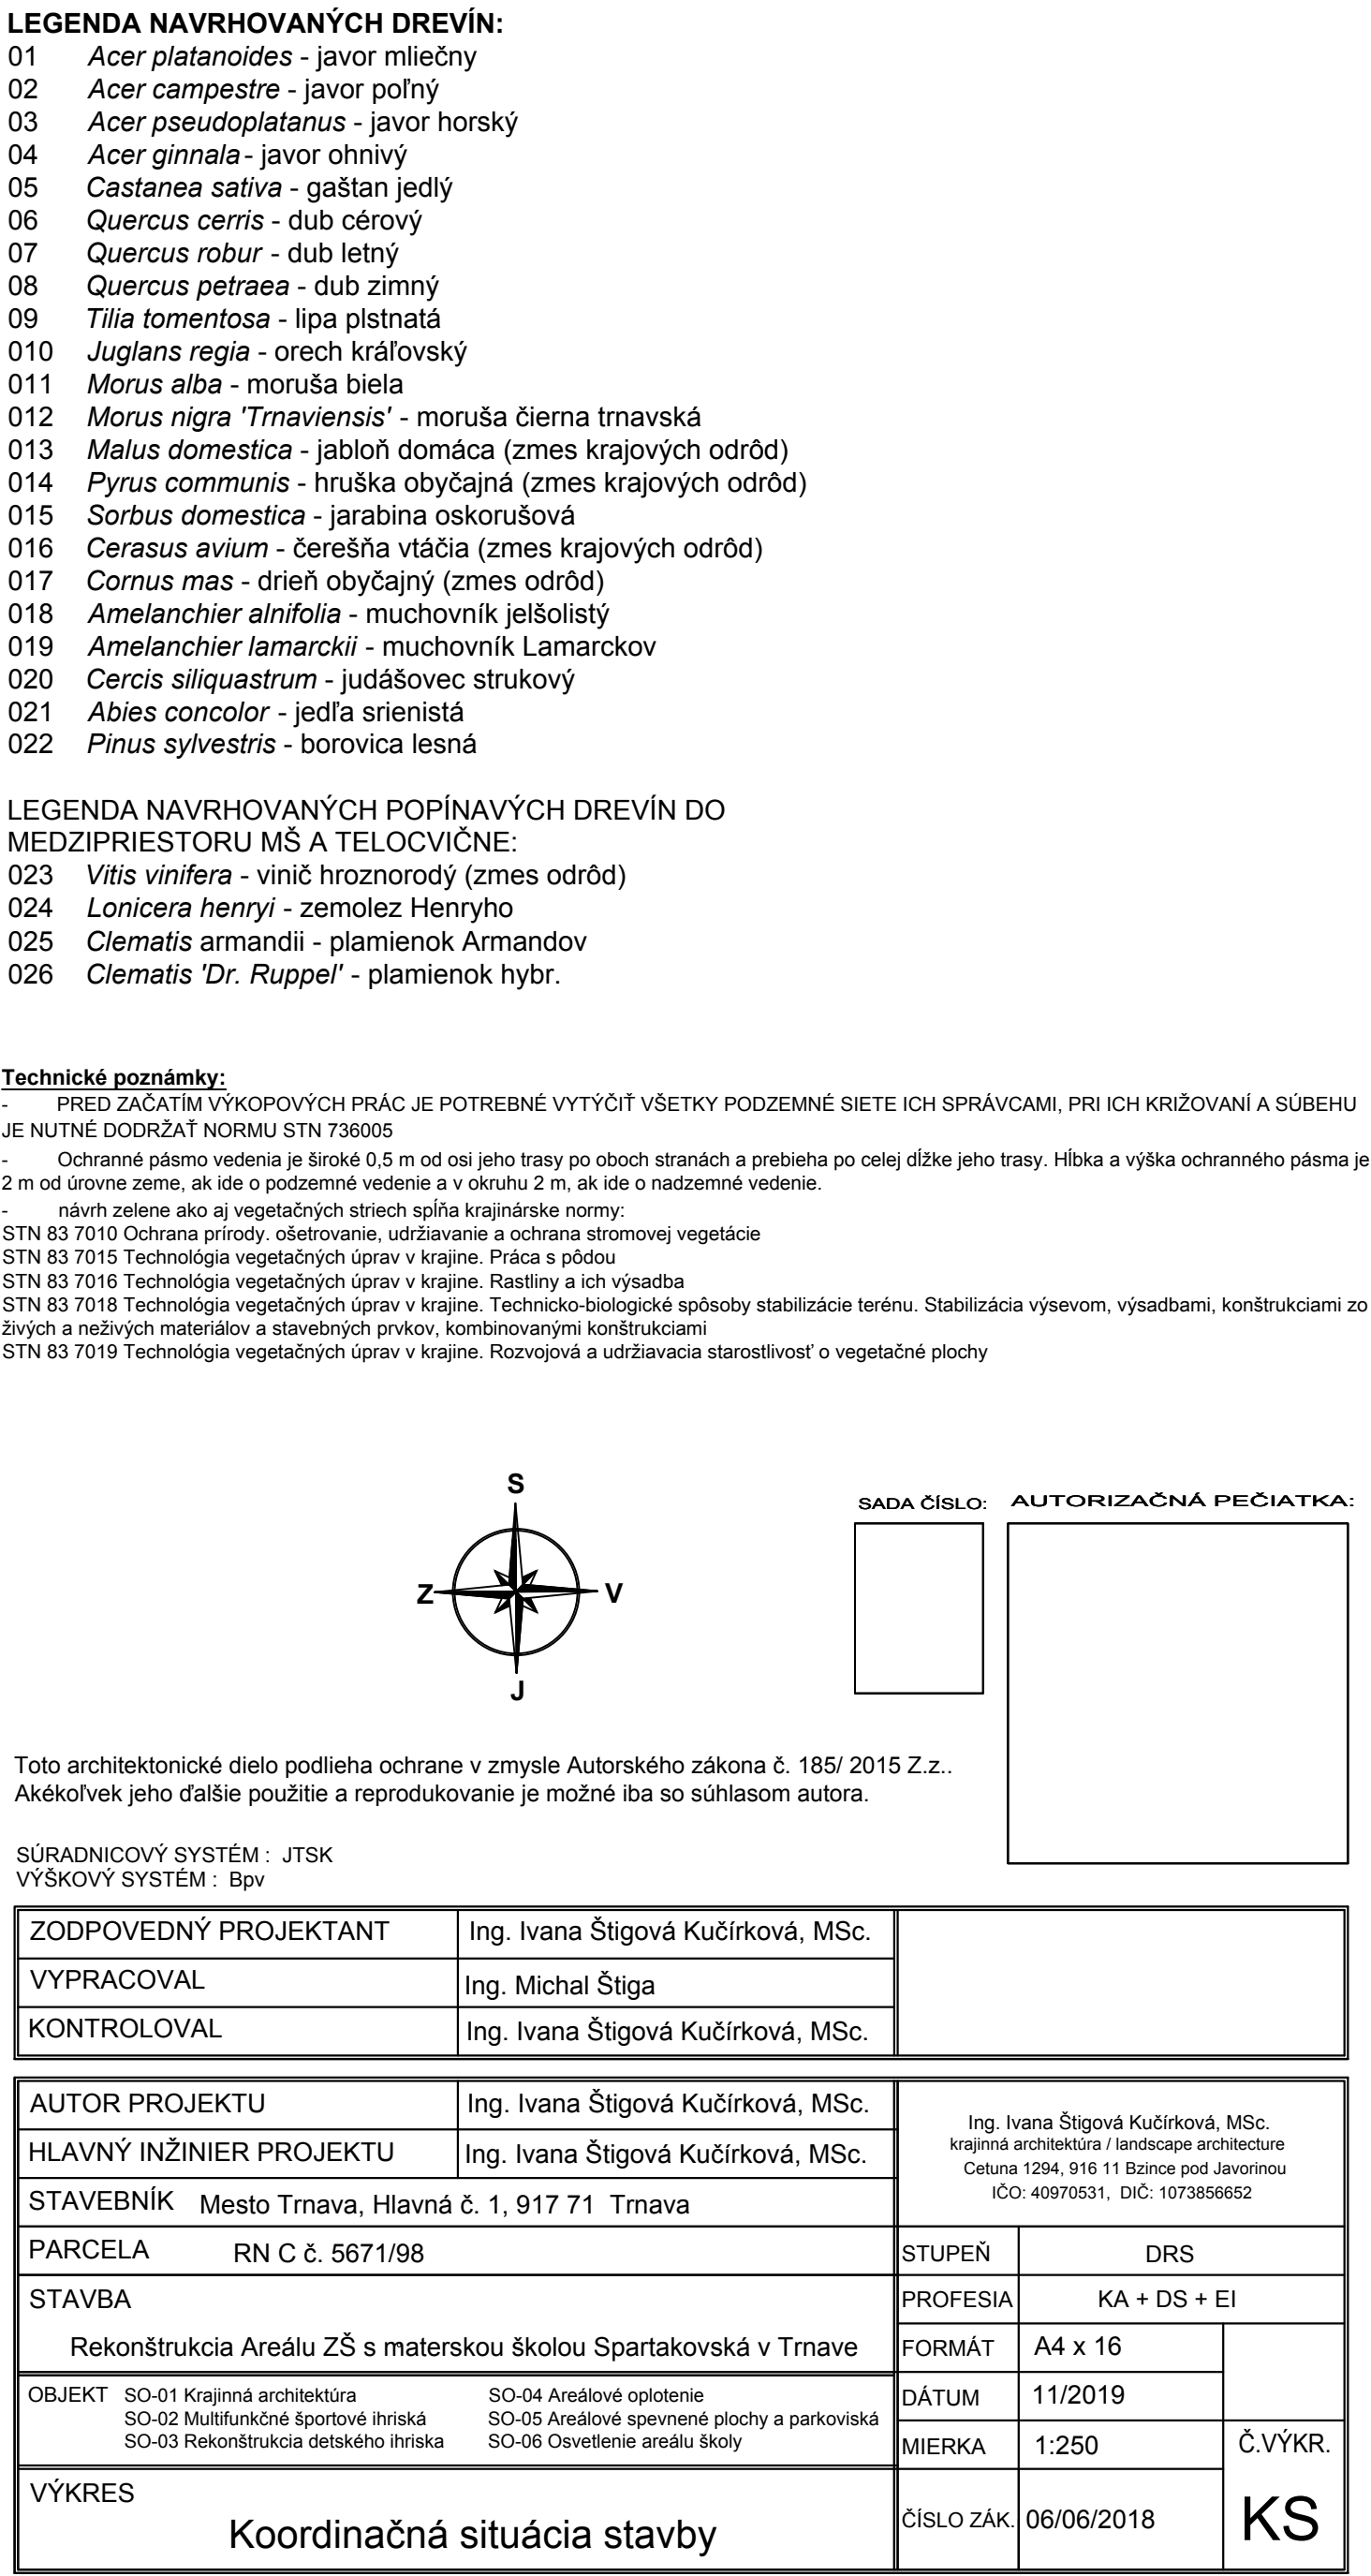 LEGENDA NAVRHOVANÝCH DREVÍN:
01 Acer platanoides - javor mliečny
02 Acer campestre - javor poľný
03 Acer pseudoplatanus - javor horský
04 Acer ginnala - javor ohnivý
05 Castanea sativa - gaštan jedlý
06 Quercus cerris - dub cérový
07 Quercus robur - dub letný
08 Quercus petraea - dub zimný
09 Tilia tomentosa - lipa plstnatá
010 Juglans regia - orech kráľovský
011 Morus alba - moruša biela
012 Morus nigra 'Trnaviensis' - moruša čierna trnavská
013 Malus domestica - jabloň domáca (zmes krajových odrôd)
014 Pyrus communis - hruška obyčajná (zmes krajových odrôd)
015 Sorbus domestica - jarabina oskorušová
016 Cerasus avium - čerešňa vtáčia (zmes krajových odrôd)
017 Cornus mas - drieň obyčajný (zmes odrôd)
018 Amelanchier alnifolia - muchovník jelšolistý
019 Amelanchier lamarckii - muchovník Lamarckov
020 Cercis siliquastrum - judášovec strukový
021 Abies concolor - jedľa srienistá
022 Pinus sylvestris - borovica lesná
LEGENDA NAVRHOVANÝCH POPÍNAVÝCH DREVÍN DO
MEDZIPRIESTORU MŠ A TELOCVIČNE:
023 Vitis vinifera - vinič hroznorodý (zmes odrôd)
024 Lonicera henryi - zemolez Henryho
025 Clematis armandii - plamienok Armandov
026 Clematis 'Dr. Ruppel' - plamienok hybr.
Technické poznámky:
- PRED ZAČATÍM VÝKOPOVÝCH PRÁC JE POTREBNÉ VYTÝČIŤ VŠETKY PODZEMNÉ SIETE ICH SPRÁVCAMI, PRI ICH KRIŽOVANÍ A SÚBEHU
JE NUTNÉ DODRŽAŤ NORMU STN 736005
- Ochranné pásmo vedenia je široké 0,5 m od osi jeho trasy po oboch stranách a prebieha po celej dĺžke jeho trasy. Hĺbka a výška ochranného pásma je
2 m od úrovne zeme, ak ide o podzemné vedenie a v okruhu 2 m, ak ide o nadzemné vedenie.
- návrh zelene ako aj vegetačných striech spĺňa krajinárske normy:
STN 83 7010 Ochrana prírody. ošetrovanie, udržiavanie a ochrana stromovej vegetácie
STN 83 7015 Technológia vegetačných úprav v krajine. Práca s pôdou
STN 83 7016 Technológia vegetačných úprav v krajine. Rastliny a ich výsadba
STN 83 7018 Technológia vegetačných úprav v krajine. Technicko-biologické spôsoby stabilizácie terénu. Stabilizácia výsevom, výsadbami, konštrukciami zo
živých a neživých materiálov a stavebných prvkov, kombinovanými konštrukciami
STN 83 7019 Technológia vegetačných úprav v krajine. Rozvojová a udržiavacia starostlivosť o vegetačné plochy
S
Z V
J
SADA ČÍSLO: AUTORIZAČNÁ PEČIATKA:
Toto architektonické dielo podlieha ochrane v zmysle Autorského zákona č. 185/ 2015 Z.z..
Akékoľvek jeho ďalšie použitie a reprodukovanie je možné iba so súhlasom autora.
SÚRADNICOVÝ SYSTÉM : JTSK
VÝŠKOVÝ SYSTÉM : Bpv
ZODPOVEDNÝ PROJEKTANT Ing. Ivana Štigová Kučírková, MSc.
VYPRACOVAL Ing. Michal Štiga
KONTROLOVAL Ing. Ivana Štigová Kučírková, MSc.
AUTOR PROJEKTU Ing. Ivana Štigová Kučírková, MSc.
HLAVNÝ INŽINIER PROJEKTU Ing. Ivana Štigová Kučírková, MSc.
Ing. Ivana Štigová Kučírková, MSc.
krajinná architektúra / landscape architecture
Cetuna 1294, 916 11 Bzince pod Javorinou
IČO: 40970531, DIČ: 1073856652
STAVEBNÍK Mesto Trnava, Hlavná č. 1, 917 71 Trnava
PARCELA RN C č. 5671/98
STUPEŇ DRS
STAVBA
Rekonštrukcia Areálu ZŠ s materskou školou Spartakovská v Trnave
PROFESIA KA + DS + EI
FORMÁT A4 x 16
OBJEKT SO-01 Krajinná architektúra SO-04 Areálové oplotenie
SO-02 Multifunkčné športové ihriská SO-05 Areálové spevnené plochy a parkoviská
SO-03 Rekonštrukcia detského ihriska SO-06 Osvetlenie areálu školy
DÁTUM 11/2019
MIERKA 1:250
Č.VÝKR.
VÝKRES
Koordinačná situácia stavby
ČÍSLO ZÁK. 06/06/2018
KS